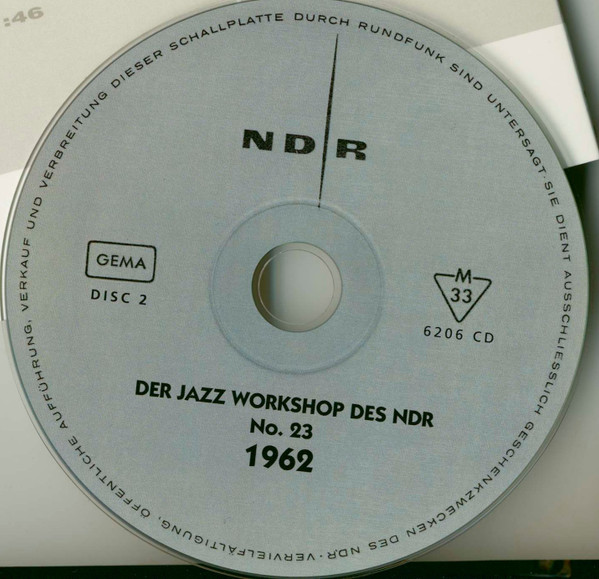 :46
VERVIELFÄLTIGUNG, ÖFFENTLICHE AUFFÜHRUNG, VERKAUF UND VERBREITUNG DIESER SCHALLPLATTE DURCH RUNDFUNK SIND UNTERSAGT · SIE DIENT AUSSCHLIESSLICH GESCHENKZWECKEN DES NDR ·
NDR
GEMA
DISC 2
M
33
6206 CD
DER JAZZ WORKSHOP DES NDR
No. 23
1962